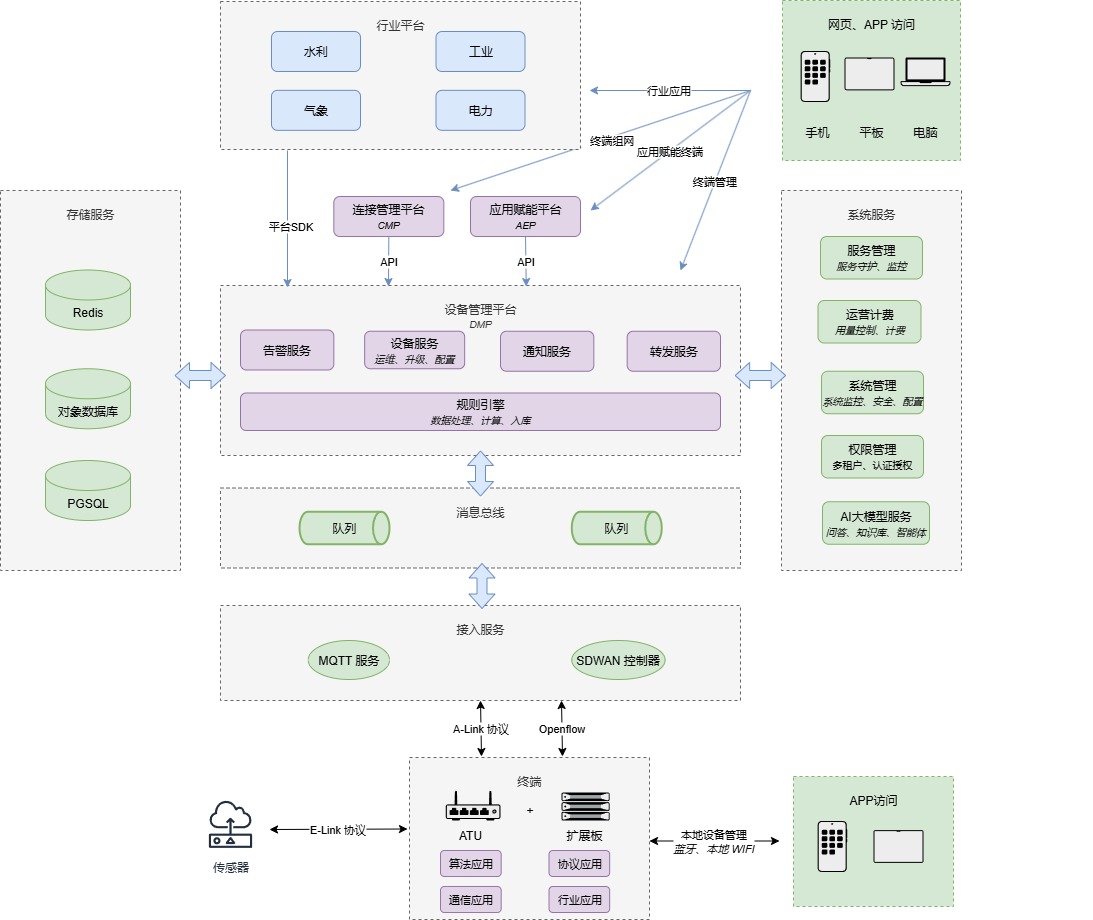 行业平台
水利
工业
气象
电力
网页、APP 访问
手机
平板
电脑
行业应用
终端组网
应用赋能终端
终端管理
平台SDK
连接管理平台
CMP
应用赋能平台
AEP
API
API
存储服务
Redis
对象数据库
PGSQL
设备管理平台
DMP
告警服务
设备服务
运维、升级、配置
通知服务
转发服务
规则引擎
数据处理、计算、入库
系统服务
服务管理
服务守护、监控
运营计费
用量控制、计费
系统管理
系统监控、安全、配置
权限管理
多租户、认证授权
AI大模型服务
问答、知识库、智能体
消息总线
队列
队列
接入服务
MQTT 服务
SDWAN 控制器
A-Link 协议
Openflow
终端
+
ATU
扩展板
算法应用
协议应用
通信应用
行业应用
E-Link 协议
传感器
本地设备管理
蓝牙、本地 WIFI
APP访问